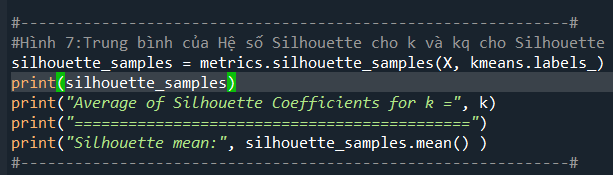 #---------------------------------------------------------#
#Hình 7:Trung bình của Hệ số Silhouette cho k và kq cho Silhouette
silhouette_samples = metrics.silhouette_samples(X, kmeans.labels_)
print(silhouette_samples)
print("Average of Silhouette Coefficients for k =", k)
print("============================================")
print("Silhouette mean:", silhouette_samples.mean() )
#---------------------------------------------------------#